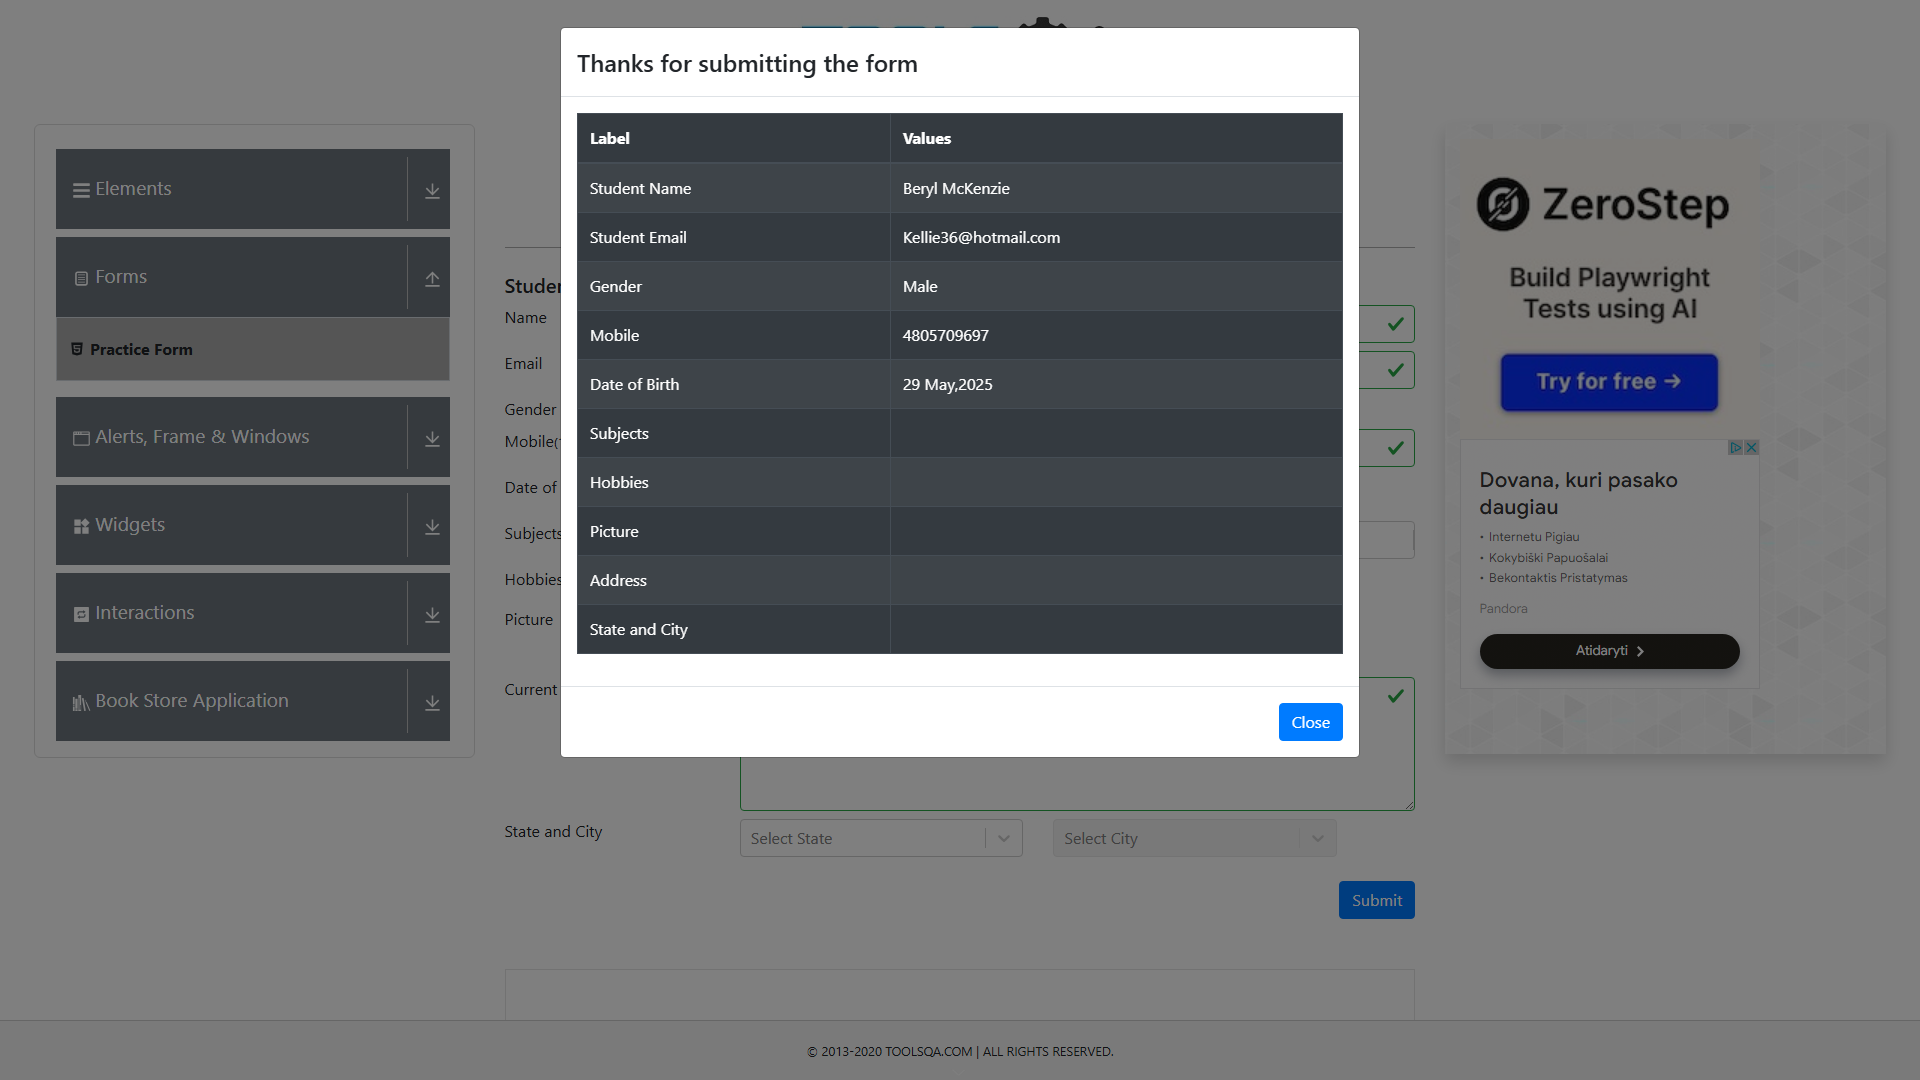 Thanks for submitting the form
Label Values
Student Name Beryl McKenzie
Student Email Kellie36@hotmail.com
Gender Male
Mobile 4805709697
Date of Birth 29 May,2025
Subjects
Hobbies
Picture
Address
State and City
Close
Elements
Forms
Practice Form
Alerts, Frame & Windows
Widgets
Interactions
Book Store Application
Name
Email
Gender
Date of
Subjects
Hobbies
Picture
Current
State and City
Select State
Select City
Submit
ZeroStep
Build Playwright
Tests using AI
Try for free →
Dovana, kuri pasako
daugiau
• Internetu Pigiau
• Kokybiški Papuošalai
• Bekontaktis Pristatymas
Pandora
Atidaryti
© 2013-2020 TOOLSQA.COM | ALL RIGHTS RESERVED.